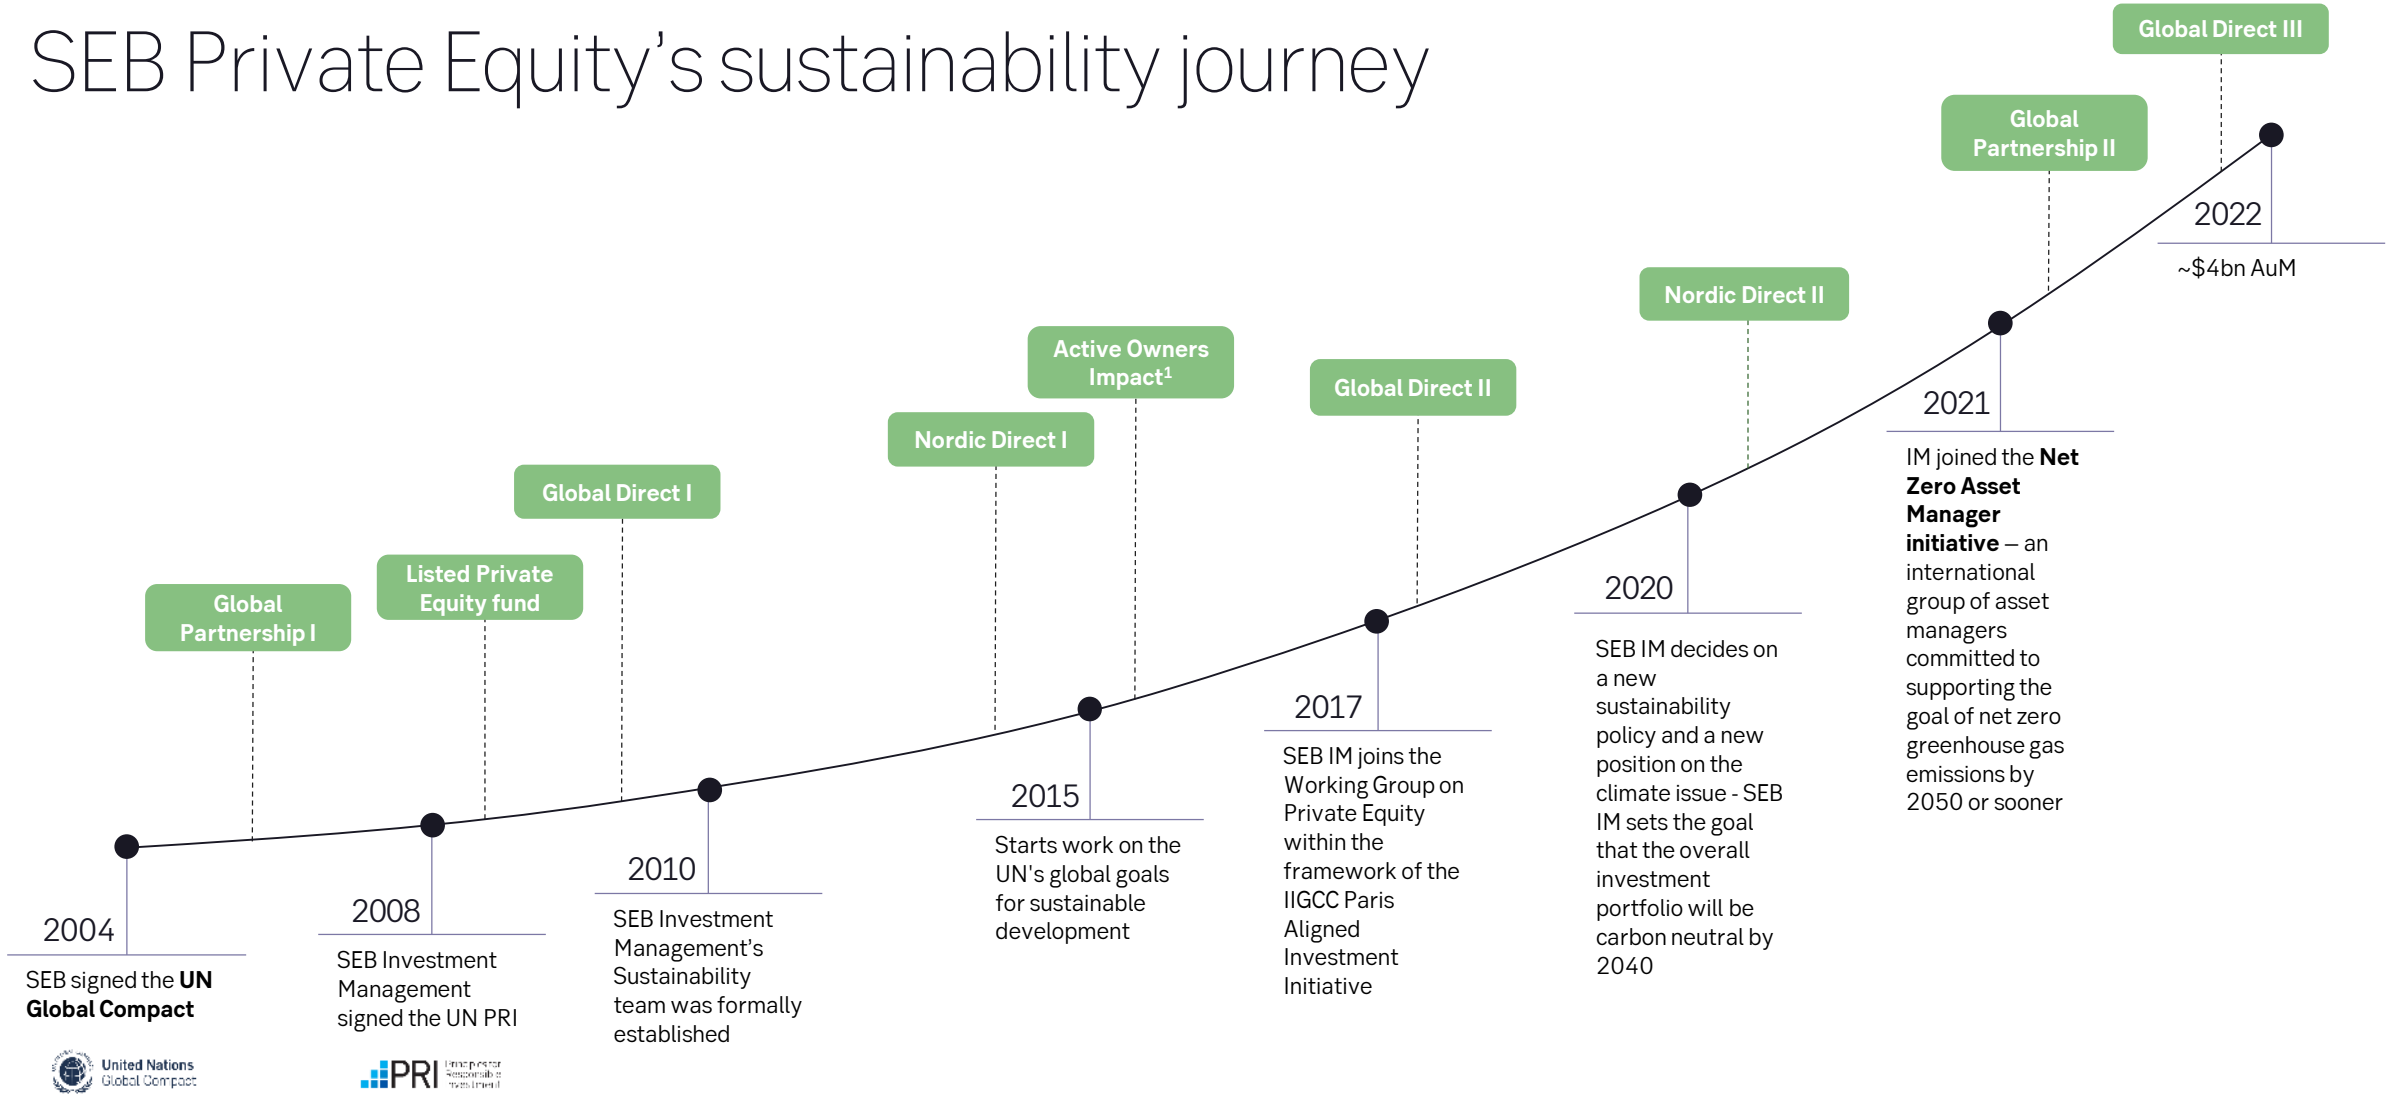 SEB Private Equity’s sustainability journey
Global
Partnership I
Listed Private
Equity fund
Global Direct I
Nordic Direct I
Active Owners
Impact¹
Global Direct II
Nordic Direct II
Global
Partnership II
Global Direct III
2004
SEB signed the UN
Global Compact
United Nations
Global Compact
2008
SEB Investment
Management
signed the UN PRI
PRI
Principles for
Responsible
Investment
2010
SEB Investment
Management’s
Sustainability
team was formally
established
2015
Starts work on the
UN's global goals
for sustainable
development
2017
SEB IM joins the
Working Group on
Private Equity
within the
framework of the
IIGCC Paris
Aligned
Investment
Initiative
2020
SEB IM decides on
a new
sustainability
policy and a new
position on the
climate issue - SEB
IM sets the goal
that the overall
investment
portfolio will be
carbon neutral by
2040
2021
IM joined the Net
Zero Asset
Manager
initiative – an
international
group of asset
managers
committed to
supporting the
goal of net zero
greenhouse gas
emissions by
2050 or sooner
2022
~$4bn AuM